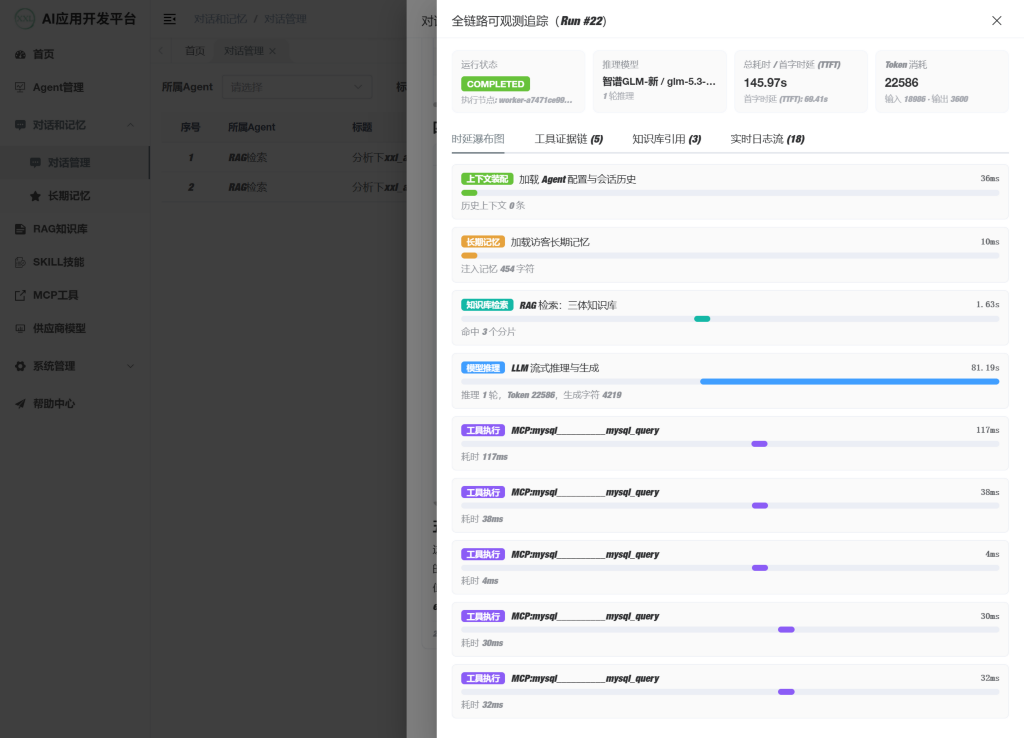 AI应用开发平台
对话和记忆 / 对话管理
首页
Agent管理
对话和记忆
对话管理
长期记忆
RAG知识库
SKILL技能
MCP工具
供应商模型
系统管理
帮助中心
首页
对话管理
所属Agent
请选择
标
序号
所属Agent
标题
1
RAG检索
分析下xxl_a
2
RAG检索
分析下xxl_a
全链路可观测追踪（Run #22）
运行状态
COMPLETED
执行节点: worker-a7471ce99...
推理模型
智谱GLM-新 / glm-5.3-...
1 轮推理
总耗时 / 首字时延 (TTFT)
145.97s
首字时延 (TTFT): 69.41s
Token 消耗
22586
输入 18986 · 输出 3600
时延瀑布图
工具证据链 (5)
知识库引用 (3)
实时日志流 (18)
上下文装配 加载 Agent 配置与会话历史
36ms
历史上下文 0 条
长期记忆 加载访客长期记忆
10ms
注入记忆 454 字符
知识库检索 RAG 检索：三体知识库
1.63s
命中 3 个分片
模型推理 LLM 流式推理与生成
81.19s
推理 1 轮，Token 22586，生成字符 4219
工具执行 MCP:mysql__________mysql_query
117ms
耗时 117ms
工具执行 MCP:mysql__________mysql_query
38ms
耗时 38ms
工具执行 MCP:mysql__________mysql_query
4ms
耗时 4ms
工具执行 MCP:mysql__________mysql_query
30ms
耗时 30ms
工具执行 MCP:mysql__________mysql_query
32ms
耗时 32ms